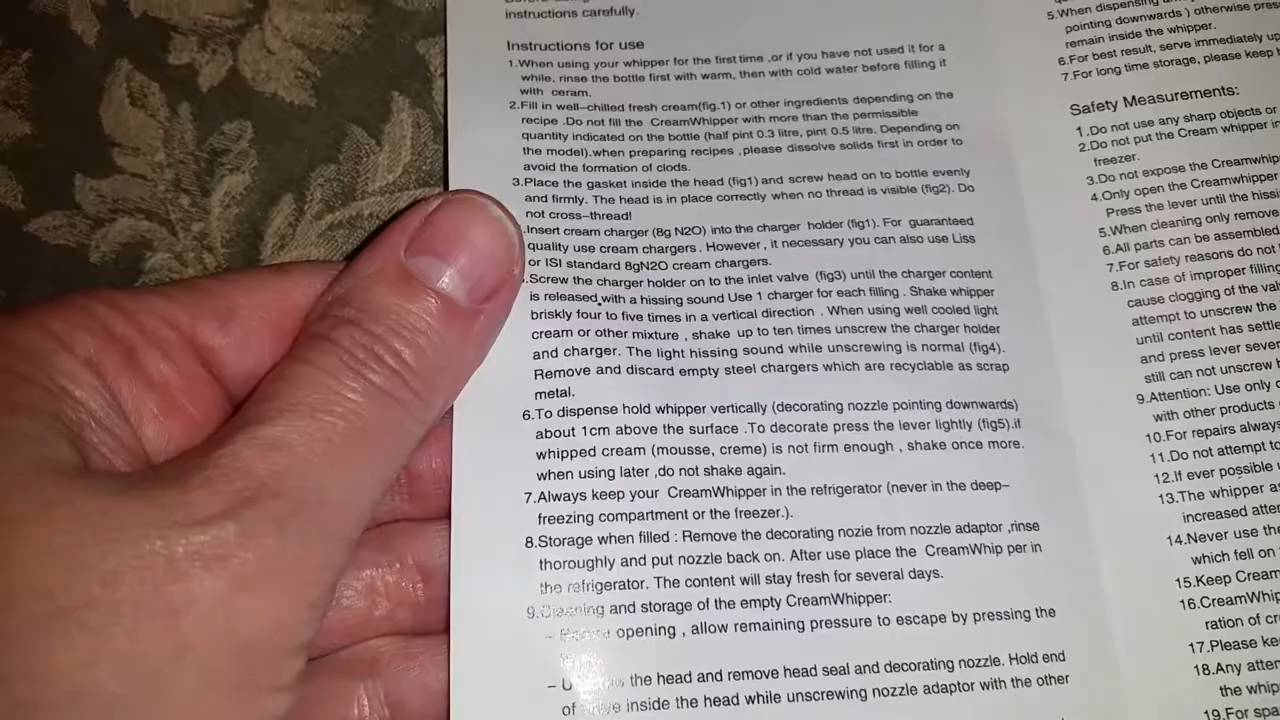 instructions carefully.
Instructions for use
1.When using your whipper for the first time ,or if you have not used it for a
while, rinse the bottle first with warm, then with cold water before filling it
with ceram.
2.Fill in well–chilled fresh cream(fig.1) or other ingredients depending on the
recipe .Do not fill the CreamWhipper with more than the permissible
quantity indicated on the bottle (half pint 0.3 litre, pint 0.5 litre. Depending on
the model),when preparing recipes ,please dissolve solids first in order to
avoid the formation of clods.
3.Place the gasket inside the head (fig1) and screw head on to bottle evenly
and firmly. The head is in place correctly when no thread is visible (fig2). Do
not cross–thread!
.Insert cream charger (8g N2O) into the charger holder (fig1). For guaranteed
quality use cream chargers. However, it necessary you can also use Liss
or ISI standard 8gN2O cream chargers.
.Screw the charger holder on to the inlet valve (fig3) until the charger content
is released with a hissing sound Use 1 charger for each filling . Shake whipper
briskly four to five times in a vertical direction . When using well cooled light
cream or other mixture , shake up to ten times unscrew the charger holder
and charger. The light hissing sound while unscrewing is normal (fig4).
Remove and discard empty steel chargers which are recyclable as scrap
metal.
6.To dispense hold whipper vertically (decorating nozzle pointing downwards)
about 1cm above the surface .To decorate press the lever lightly (fig5).if
whipped cream (mousse, creme) is not firm enough , shake once more.
when using later ,do not shake again.
7.Always keep your CreamWhipper in the refrigerator (never in the deep–
freezing compartment or the freezer.).
8.Storage when filled : Remove the decorating nozie from nozzle adaptor ,rinse
thoroughly and put nozzle back on. After use place the CreamWhip per in
the refrigerator. The content will stay fresh for several days.
9.Cleaning and storage of the empty CreamWhipper:
– opening , allow remaining pressure to escape by pressing the
– the head and remove head seal and decorating nozzle. Hold end
of inside the head while unscrewing nozzle adaptor with the other
5.When dispensing
pointing downwards ) otherwise
remain inside the whipper.
6.For best result, serve immediately
7.For long time storage, please keep
Safety Measurements:
1.Do not use any sharp objects or
2.Do not put the Cream whipper
freezer.
3.Do not expose the
4.Only open the Creamwhipper
Press the lever until the
5.When cleaning only remove
6.All parts can be assembled
7.For safety reasons do not
8.In case of improper filling
cause clogging of the
attempt to unscrew the
until content has
and press lever
still can not unscrew
9.Attention: Use only
with other products
10.For repairs always
11.Do not attempt to
12.If ever possible
13.The whipper
increased
14.Never use
which fell on
15.Keep
16.
17.Please
18.Any
the
19.For